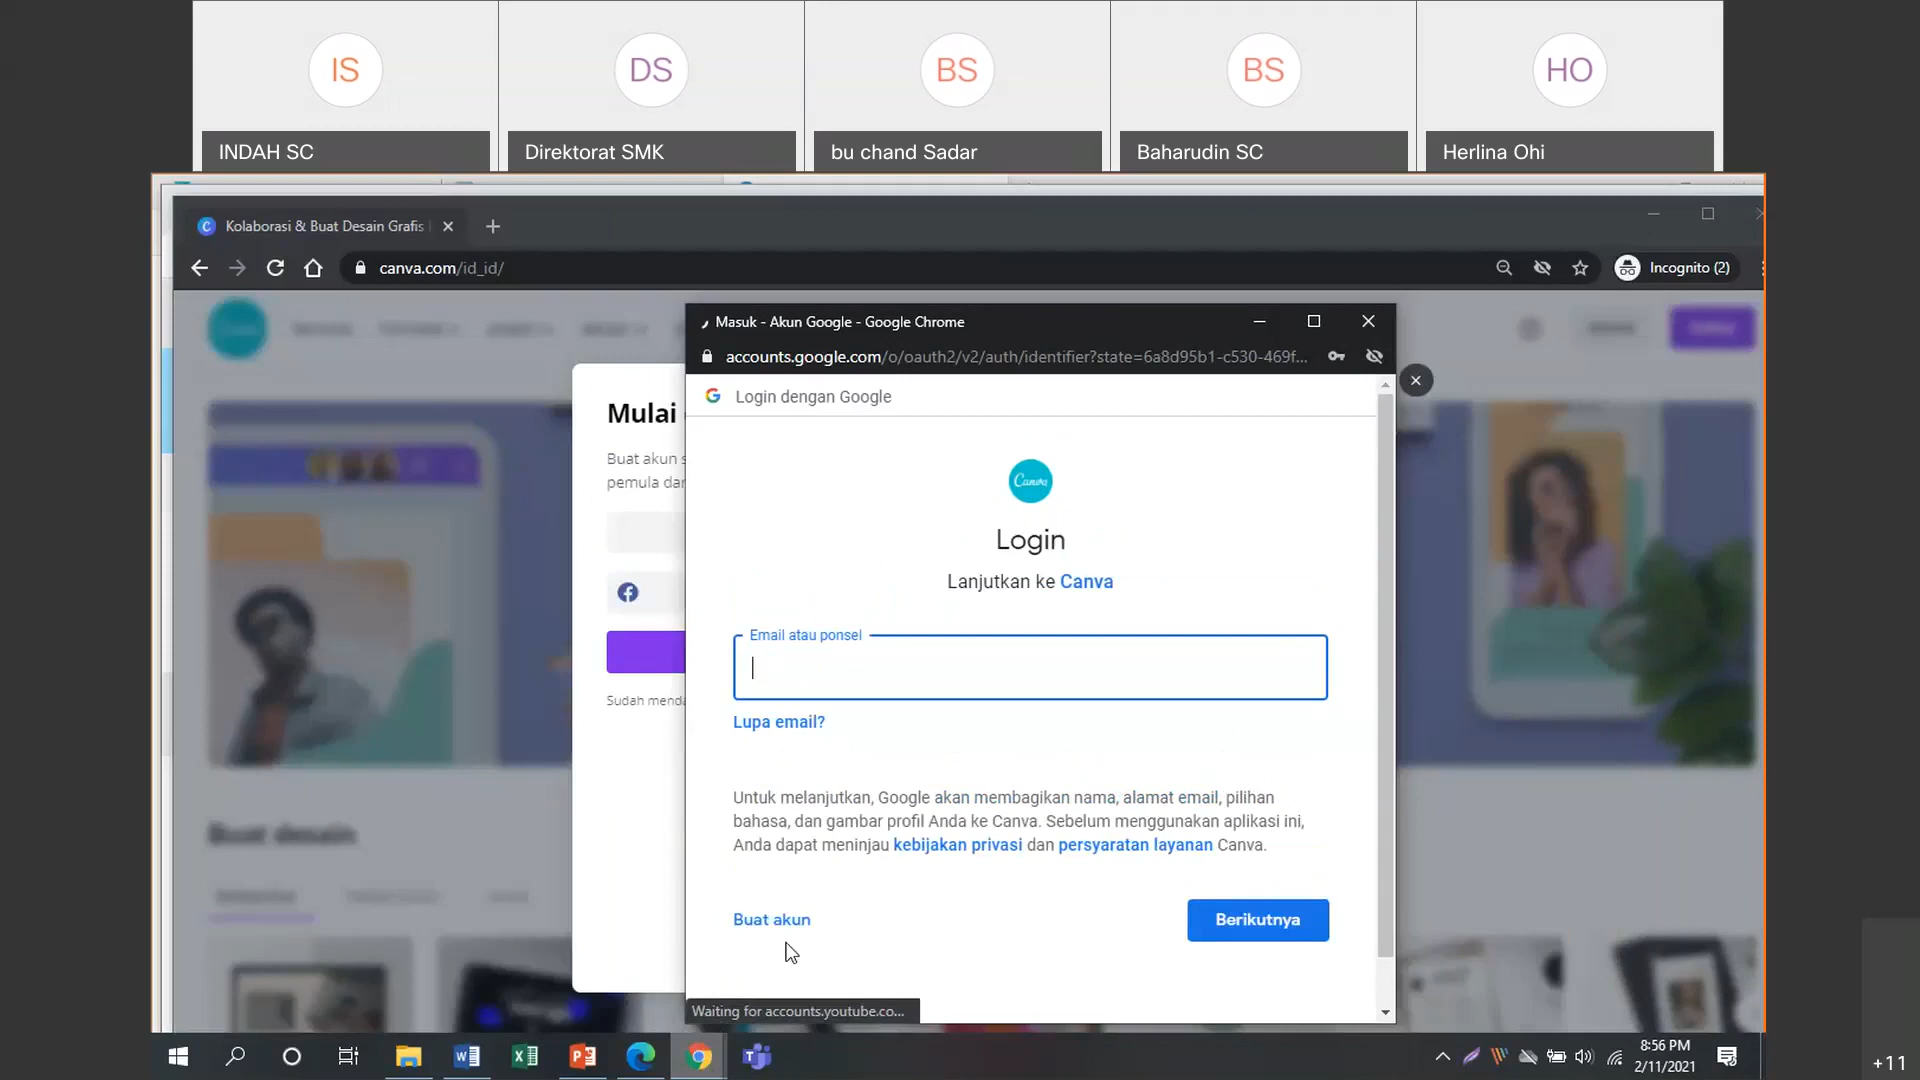 IS
DS
BS
BS
HO
INDAH SC
Direktorat SMK
bu chand Sadar
Baharudin SC
Herlina Ohi
Kolaborasi & Buat Desain Grafis
canva.com/id_id/
Incognito (2)
Masuk - Akun Google - Google Chrome
accounts.google.com/o/oauth2/v2/auth/identifier?state=6a8d95b1-c530-469f...
Login dengan Google
Mulai
Buat akun
pemula
Canva
Login
Lanjutkan ke Canva
Email atau ponsel
Lupa email?
Sudah
Untuk melanjutkan, Google akan membagikan nama, alamat email, pilihan
bahasa, dan gambar profil Anda ke Canva. Sebelum menggunakan aplikasi ini,
Anda dapat meninjau kebijakan privasi dan persyaratan layanan Canva.
Buat desain
Buat akun
Berikutnya
Waiting for accounts.youtube.co...
8:56 PM
2/11/2021
+11